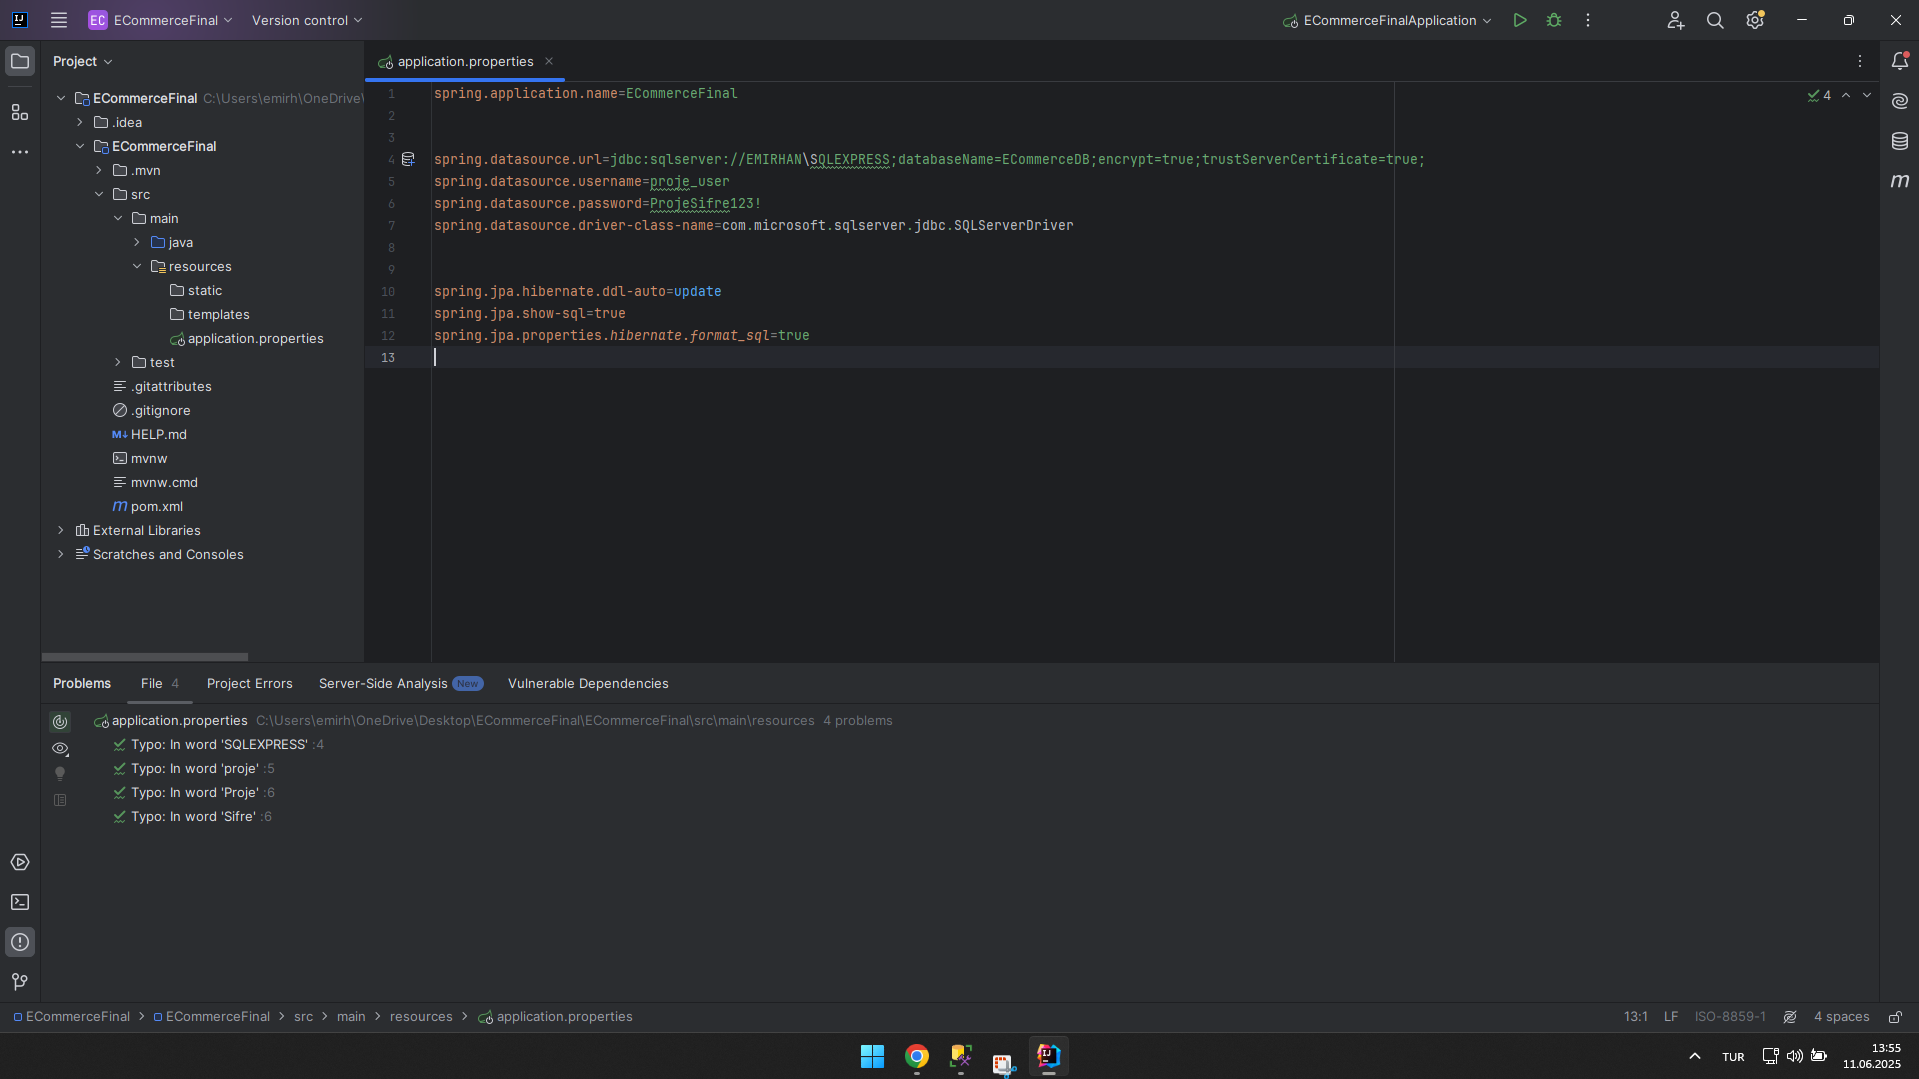 EC ECommerceFinal Version control ECommerceFinalApplication
Project
application.properties
ECommerceFinal C:\Users\emirh\OneDrive\
.idea
ECommerceFinal
.mvn
src
main
java
resources
static
templates
application.properties
test
.gitattributes
.gitignore
M↓ HELP.md
mvnw
mvnw.cmd
m pom.xml
External Libraries
Scratches and Consoles
1 spring.application.name=ECommerceFinal
2
3
4 spring.datasource.url=jdbc:sqlserver://EMIRHAN\SQLEXPRESS;databaseName=ECommerceDB;encrypt=true;trustServerCertificate=true;
5 spring.datasource.username=proje_user
6 spring.datasource.password=ProjeSifre123!
7 spring.datasource.driver-class-name=com.microsoft.sqlserver.jdbc.SQLServerDriver
8
9
10 spring.jpa.hibernate.ddl-auto=update
11 spring.jpa.show-sql=true
12 spring.jpa.properties.hibernate.format_sql=true
13
4
m
Problems File 4 Project Errors Server-Side Analysis New Vulnerable Dependencies
application.properties C:\Users\emirh\OneDrive\Desktop\ECommerceFinal\ECommerceFinal\src\main\resources 4 problems
Typo: In word 'SQLEXPRESS' :4
Typo: In word 'proje' :5
Typo: In word 'Proje' :6
Typo: In word 'Sifre' :6
ECommerceFinal > ECommerceFinal > src > main > resources > application.properties 13:1 LF ISO-8859-1 4 spaces
TUR
13:55
11.06.2025